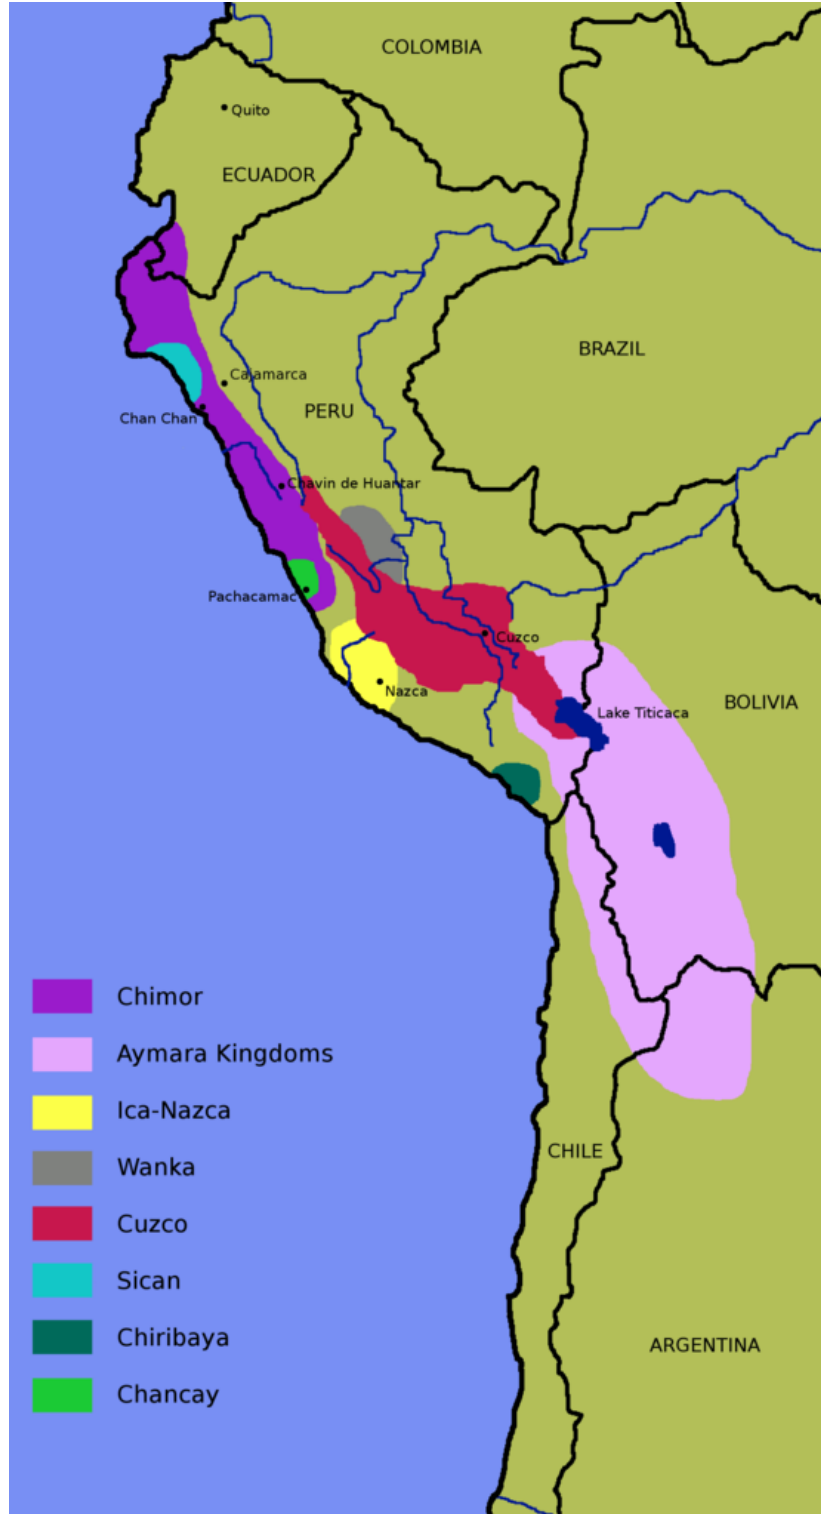 COLOMBIA
Quito
ECUADOR
BRAZIL
Cajamarca
PERU
Chan Chan
Chavin de Huantar
Pachacamac
Cuzco
Nazca
BOLIVIA
Lake Titicaca
Chimor
Aymara Kingdoms
Ica-Nazca
Wanka
CHILE
Cuzco
Sican
Chiribaya
ARGENTINA
Chancay